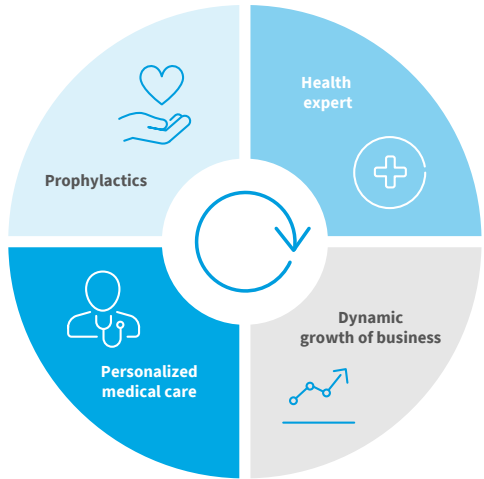 Health
expert
Prophylactics
Dynamic
growth of business
Personalized
medical care